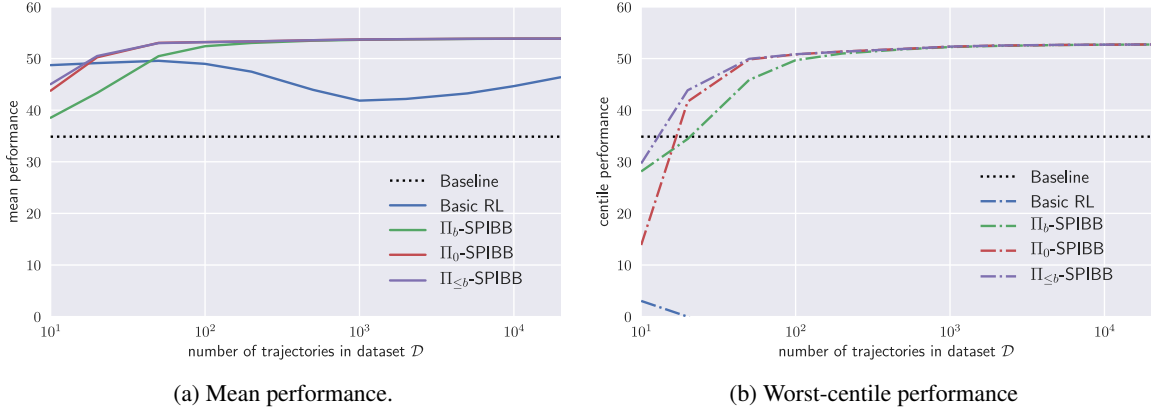 60
50
40
30
20
10
0
mean performance
Baseline
Basic RL
Π_b-SPIBB
Π_0-SPIBB
Π_{≤b}-SPIBB
10^1
10^2
10^3
10^4
number of trajectories in dataset 𝒟
(a) Mean performance.
60
50
40
30
20
10
0
centile performance
Baseline
Basic RL
Π_b-SPIBB
Π_0-SPIBB
Π_{≤b}-SPIBB
10^1
10^2
10^3
10^4
number of trajectories in dataset 𝒟
(b) Worst-centile performance